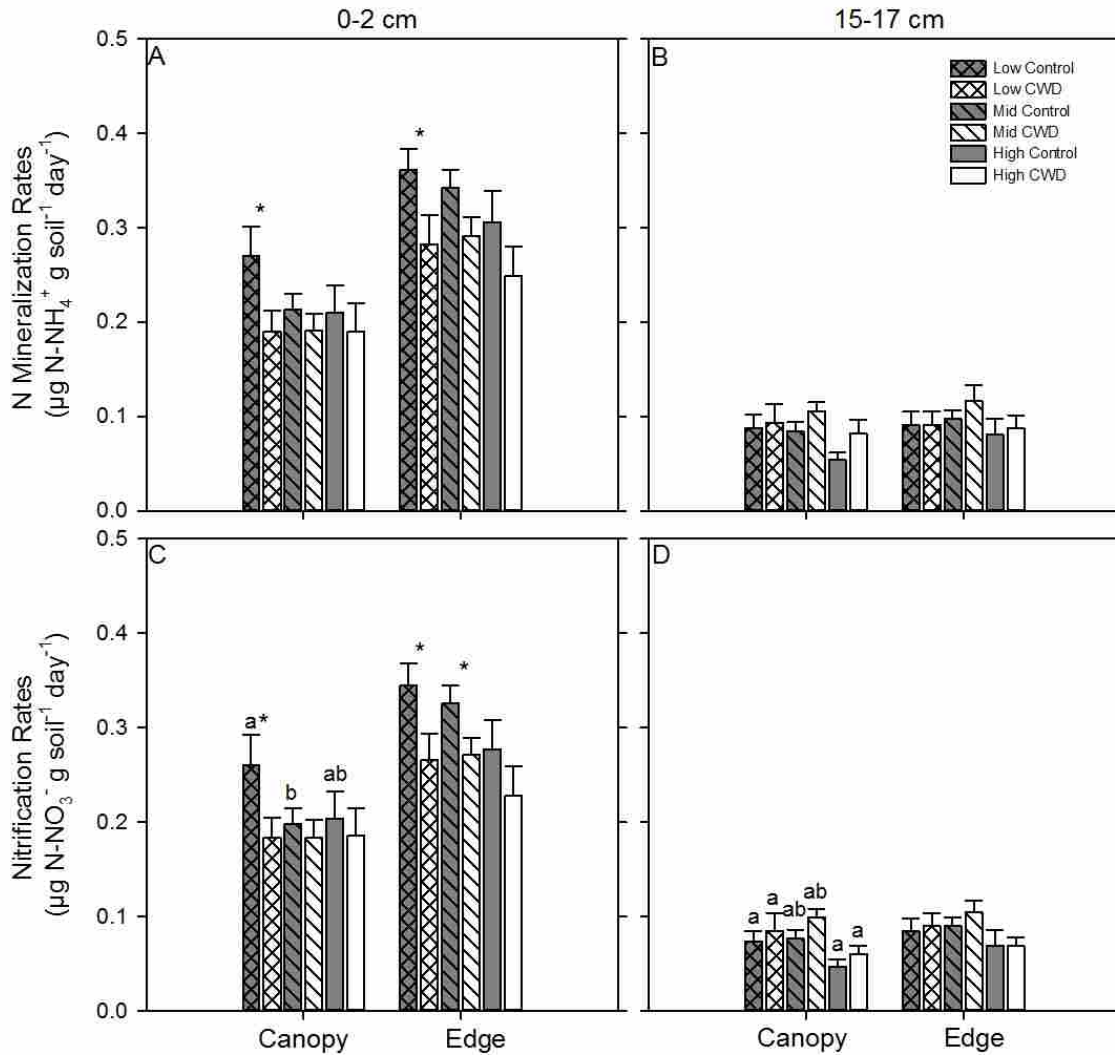 0-2 cm
15-17 cm
A
B
0.5
0.4
0.3
0.2
0.1
0.0
N Mineralization Rates
(µg N-NH₄⁺ g soil⁻¹ day⁻¹)
*
*
Low Control
Low CWD
Mid Control
Mid CWD
High Control
High CWD
C
D
0.5
0.4
0.3
0.2
0.1
0.0
Nitrification Rates
(µg N-NO₃⁻ g soil⁻¹ day⁻¹)
a*
b
ab
*
*
a
a
ab
ab
a
a
Canopy
Edge
Canopy
Edge